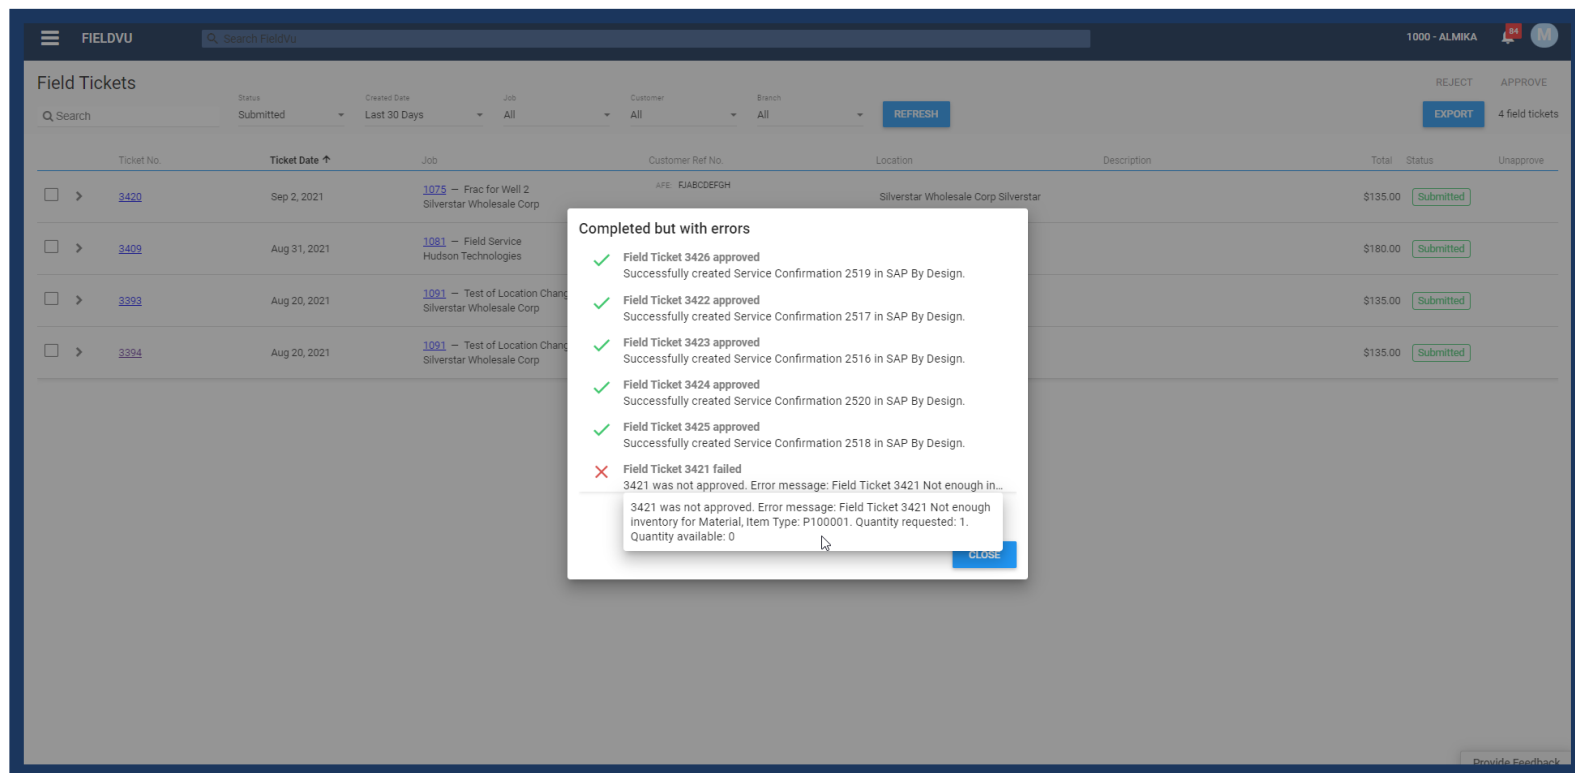 FIELDVU
Search FieldVu
1000 - ALMIKA
84
M
Field Tickets
REJECT
APPROVE
Search
Status
Submitted
Created Date
Last 30 Days
Job
All
Customer
All
Branch
All
REFRESH
EXPORT
4 field tickets
Ticket No.
Ticket Date
Job
Customer Ref No.
Location
Description
Total
Status
Unapprove
3420
Sep 2, 2021
1075 — Frac for Well 2
Silverstar Wholesale Corp
AFE FJABCDEFGH
Silverstar Wholesale Corp Silverstar
$135.00
Submitted
3409
Aug 31, 2021
1081 — Field Service
Hudson Technologies
$180.00
Submitted
3393
Aug 20, 2021
1091 — Test of Location Chang
Silverstar Wholesale Corp
$135.00
Submitted
3394
Aug 20, 2021
1091 — Test of Location Chang
Silverstar Wholesale Corp
$135.00
Submitted
Completed but with errors
Field Ticket 3426 approved
Successfully created Service Confirmation 2519 in SAP By Design.
Field Ticket 3422 approved
Successfully created Service Confirmation 2517 in SAP By Design.
Field Ticket 3423 approved
Successfully created Service Confirmation 2516 in SAP By Design.
Field Ticket 3424 approved
Successfully created Service Confirmation 2520 in SAP By Design.
Field Ticket 3425 approved
Successfully created Service Confirmation 2518 in SAP By Design.
Field Ticket 3421 failed
3421 was not approved. Error message: Field Ticket 3421 Not enough in...
3421 was not approved. Error message: Field Ticket 3421 Not enough
inventory for Material, Item Type: P100001. Quantity requested: 1.
Quantity available: 0
CLOSE
Provide Feedback